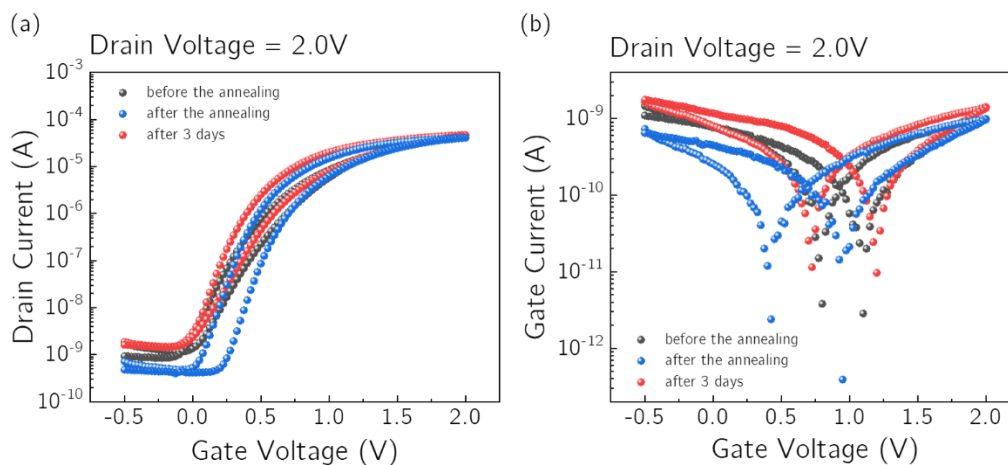 (a)
Drain Voltage = 2.0V
10⁻³
10⁻⁴
10⁻⁵
10⁻⁶
10⁻⁷
10⁻⁸
10⁻⁹
10⁻¹⁰
Drain Current (A)
before the annealing
after the annealing
after 3 days
-0.5 0.0 0.5 1.0 1.5 2.0
Gate Voltage (V)
(b)
Drain Voltage = 2.0V
10⁻⁹
10⁻¹⁰
10⁻¹¹
10⁻¹²
Gate Current (A)
before the annealing
after the annealing
after 3 days
-0.5 0.0 0.5 1.0 1.5 2.0
Gate Voltage (V)